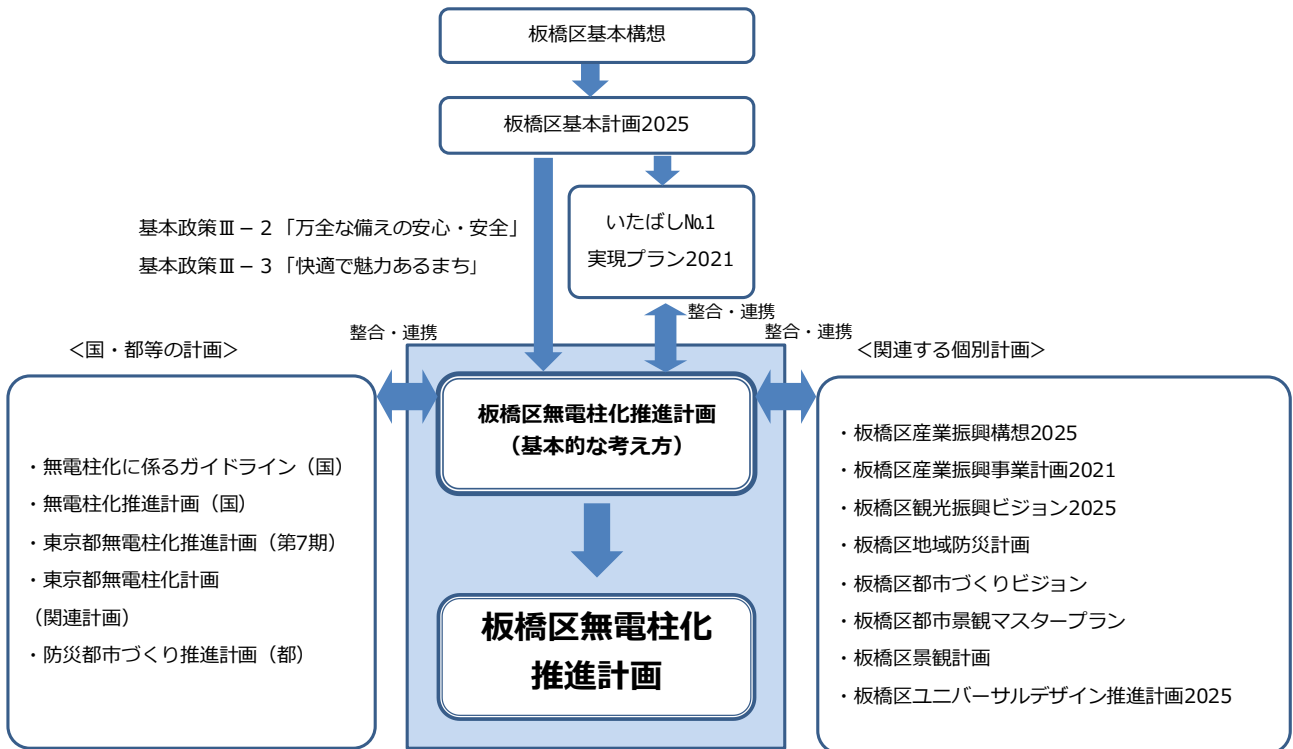 板橋区基本構想
板橋区基本計画2025
基本政策Ⅲ－2「万全な備えの安心・安全」
基本政策Ⅲ－3「快適で魅力あるまち」
いたばし№1
実現プラン2021
整合・連携
整合・連携
整合・連携
＜国・都等の計画＞
・無電柱化に係るガイドライン（国）
・無電柱化推進計画（国）
・東京都無電柱化推進計画（第7期）
・東京都無電柱化計画
（関連計画）
・防災都市づくり推進計画（都）
板橋区無電柱化推進計画
（基本的な考え方）
板橋区無電柱化
推進計画
＜関連する個別計画＞
・板橋区産業振興構想2025
・板橋区産業振興事業計画2021
・板橋区観光振興ビジョン2025
・板橋区地域防災計画
・板橋区都市づくりビジョン
・板橋区都市景観マスタープラン
・板橋区景観計画
・板橋区ユニバーサルデザイン推進計画2025